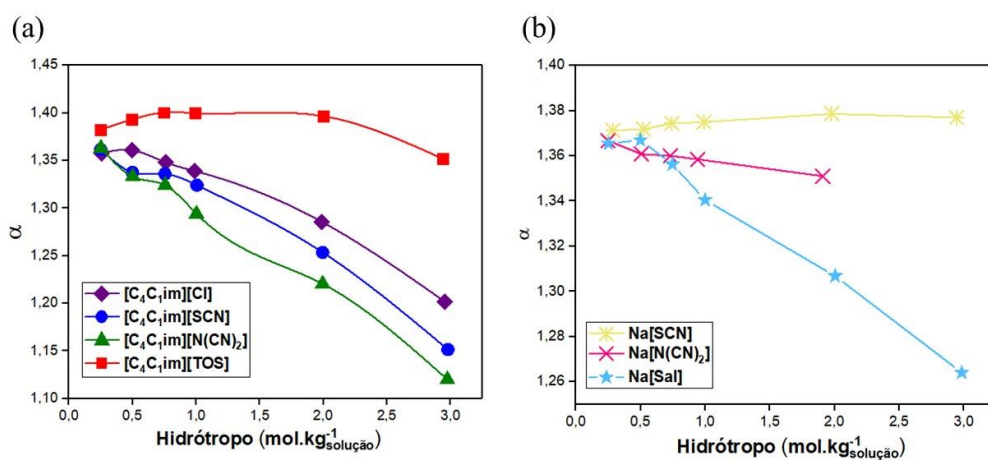 (a)
1,45
1,40
1,35
1,30
1,25
1,20
1,15
1,10
α
[C₄C₁im][Cl]
[C₄C₁im][SCN]
[C₄C₁im][N(CN)₂]
[C₄C₁im][TOS]
0,0 0,5 1,0 1,5 2,0 2,5 3,0
Hidrótropo (mol.kg⁻¹solução)
(b)
1,40
1,38
1,36
1,34
1,32
1,30
1,28
1,26
α
Na[SCN]
Na[N(CN)₂]
Na[Sal]
0,0 0,5 1,0 1,5 2,0 2,5 3,0
Hidrótropo (mol.kg⁻¹solução)